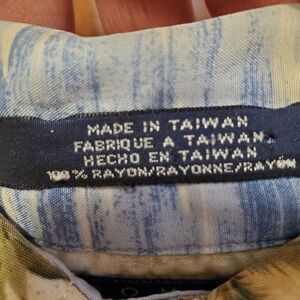 MADE IN TAIWAN
FABRIQUE A TAIWAN
HECHO EN TAIWAN
100% RAYON/RAYONNE/RAYON